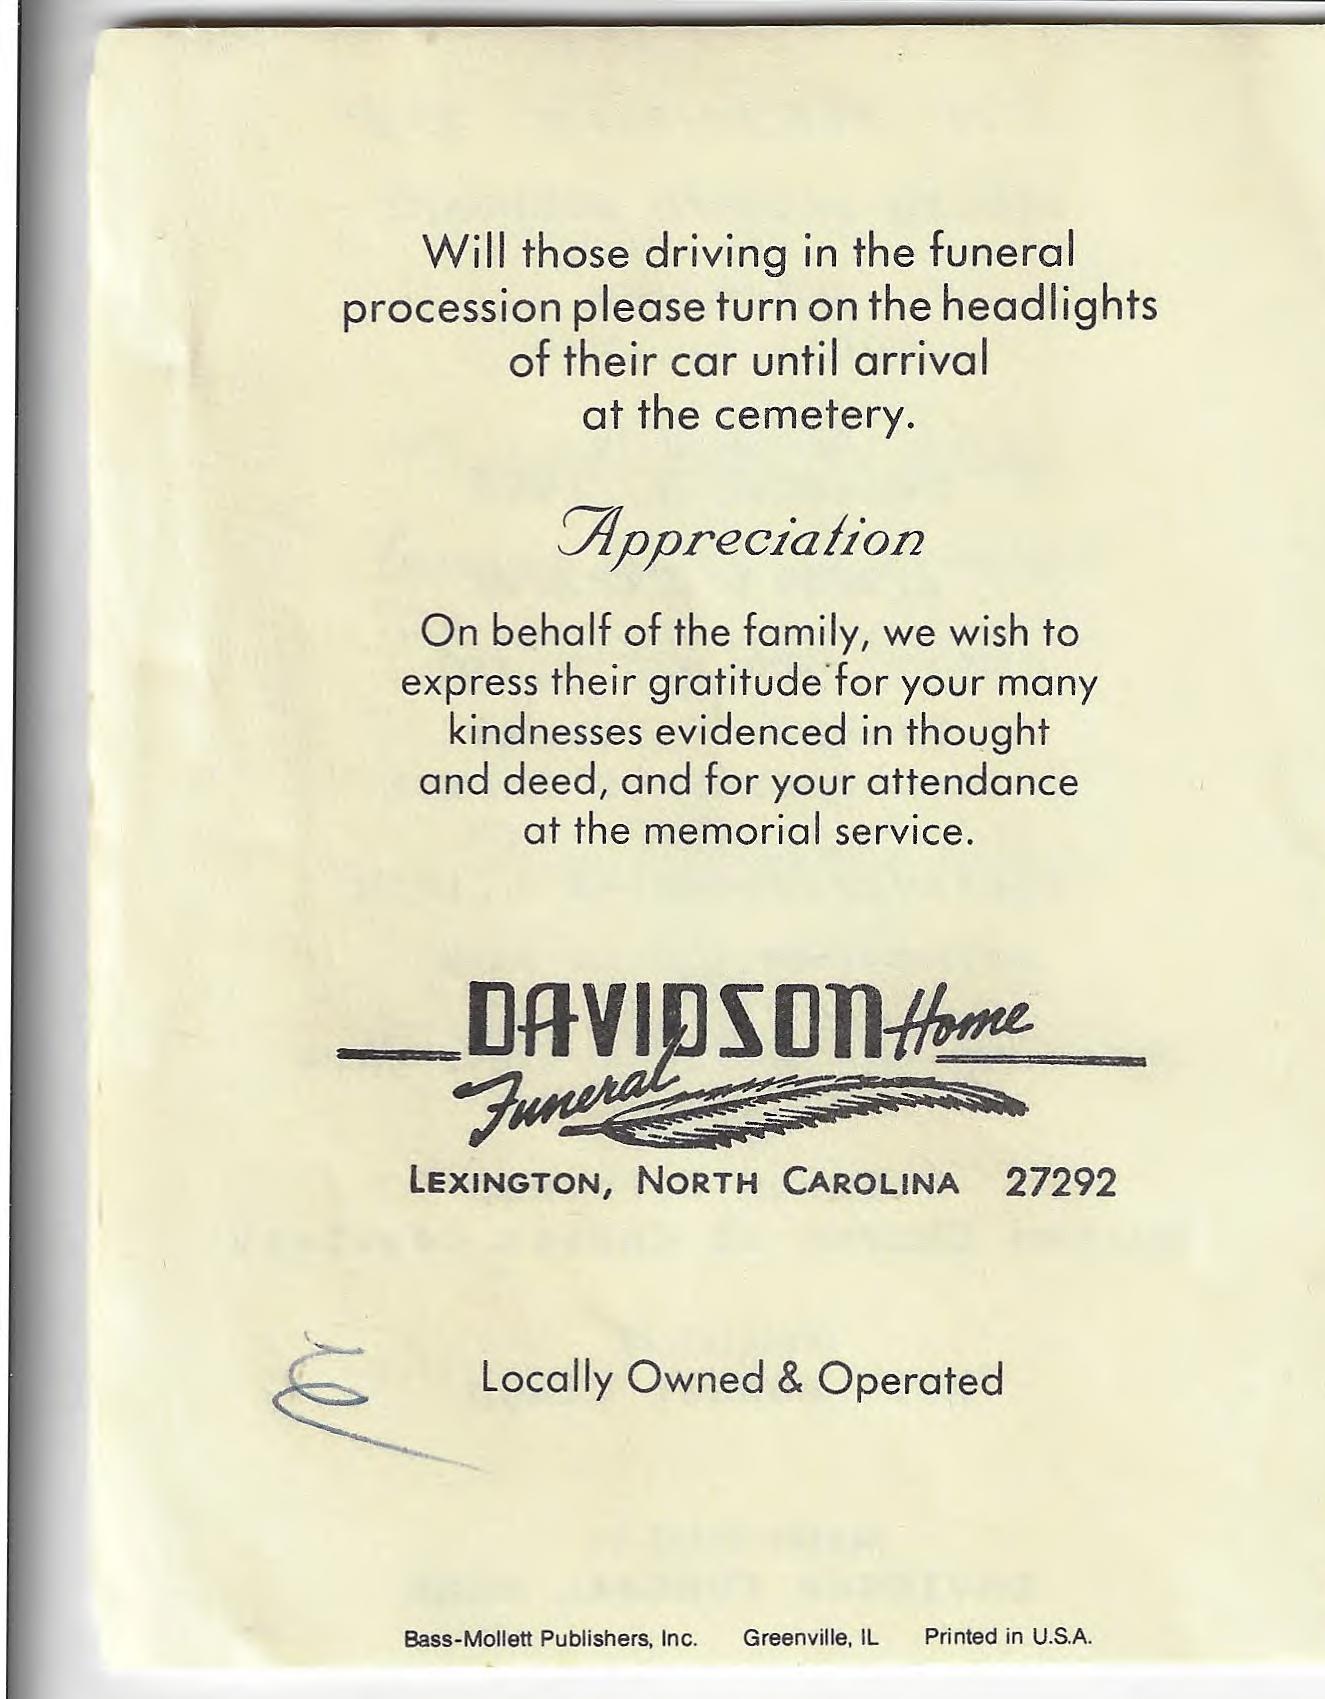 Will those driving in the funeral
procession please turn on the headlights
of their car until arrival
at the cemetery.
Appreciation
On behalf of the family, we wish to
express their gratitude for your many
kindnesses evidenced in thought
and deed, and for your attendance
at the memorial service.
DAVIDSON Funeral Home
LEXINGTON, NORTH CAROLINA 27292
Locally Owned & Operated
Bass-Mollett Publishers, Inc. Greenville, IL Printed in U.S.A.